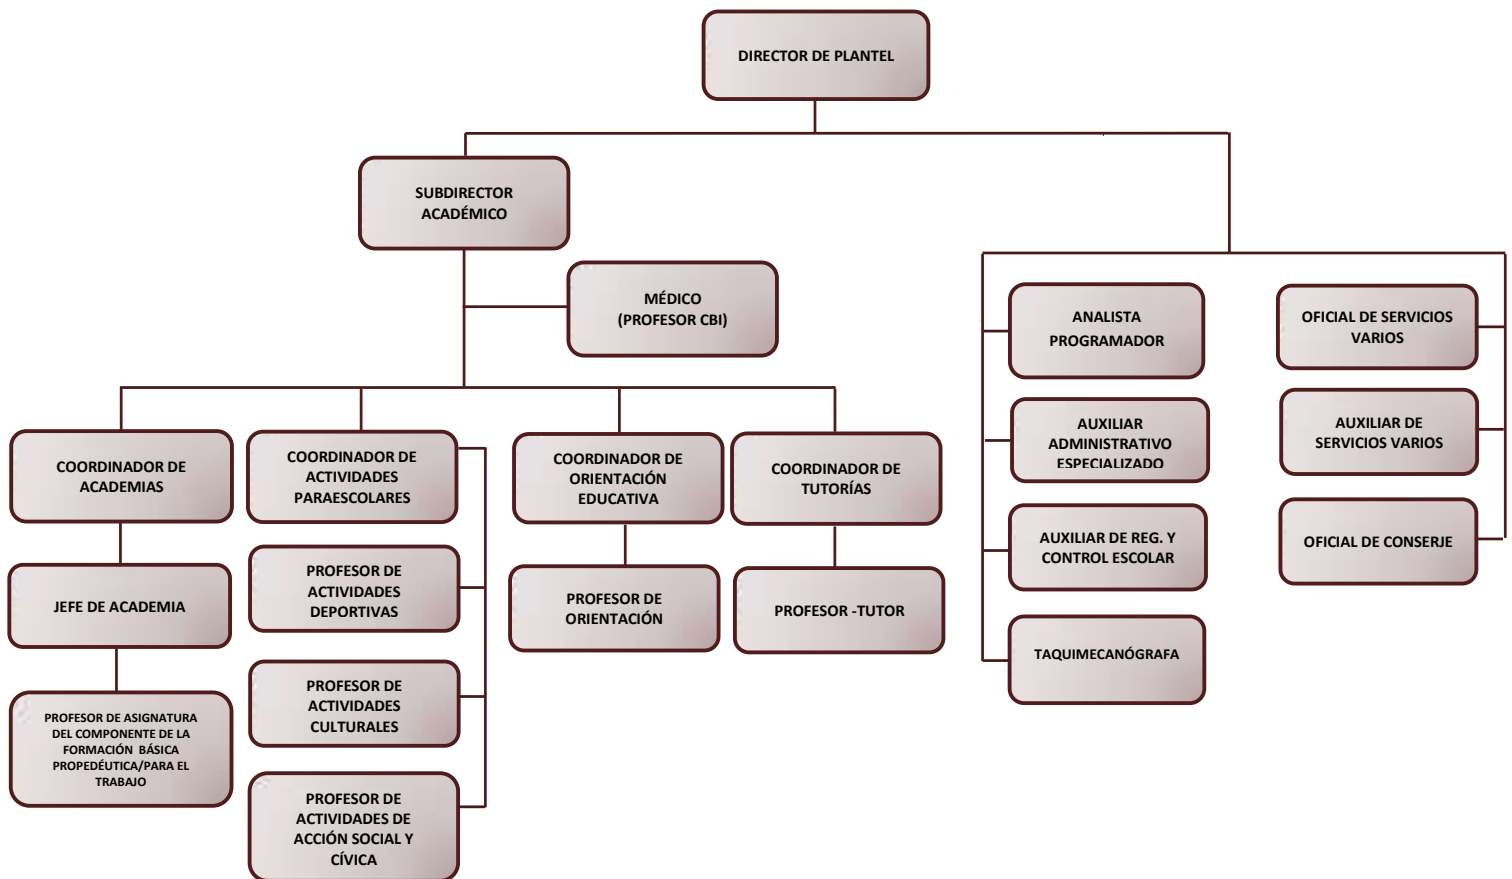 DIRECTOR DE PLANTEL
SUBDIRECTOR
ACADÉMICO
MÉDICO
(PROFESOR CBI)
ANALISTA
PROGRAMADOR
OFICIAL DE SERVICIOS
VARIOS
AUXILIAR
ADMINISTRATIVO
ESPECIALIZADO
AUXILIAR DE
SERVICIOS VARIOS
COORDINADOR DE
ACADEMIAS
COORDINADOR DE
ACTIVIDADES
PARAESCOLARES
COORDINADOR DE
ORIENTACIÓN
EDUCATIVA
COORDINADOR DE
TUTORÍAS
AUXILIAR DE REG. Y
CONTROL ESCOLAR
OFICIAL DE CONSERJE
JEFE DE ACADEMIA
PROFESOR DE
ACTIVIDADES
DEPORTIVAS
PROFESOR DE
ORIENTACIÓN
PROFESOR -TUTOR
TAQUIMECANÓGRAFA
PROFESOR DE ASIGNATURA
DEL COMPONENTE DE LA
FORMACIÓN BÁSICA
PROPEDÉUTICA/PARA EL
TRABAJO
PROFESOR DE
ACTIVIDADES
CULTURALES
PROFESOR DE
ACTIVIDADES DE
ACCIÓN SOCIAL Y
CÍVICA